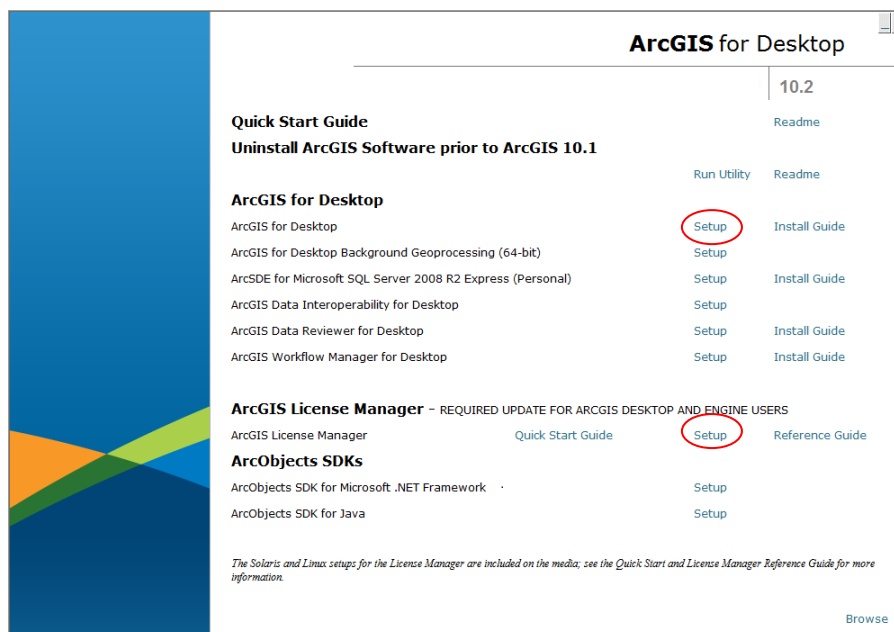 ArcGIS for Desktop
10.2
Quick Start Guide Readme
Uninstall ArcGIS Software prior to ArcGIS 10.1
Run Utility Readme
ArcGIS for Desktop
ArcGIS for Desktop Setup Install Guide
ArcGIS for Desktop Background Geoprocessing (64-bit) Setup
ArcSDE for Microsoft SQL Server 2008 R2 Express (Personal) Setup Install Guide
ArcGIS Data Interoperability for Desktop Setup
ArcGIS Data Reviewer for Desktop Setup Install Guide
ArcGIS Workflow Manager for Desktop Setup Install Guide
ArcGIS License Manager - REQUIRED UPDATE FOR ARCGIS DESKTOP AND ENGINE USERS
ArcGIS License Manager Quick Start Guide Setup Reference Guide
ArcObjects SDKs
ArcObjects SDK for Microsoft .NET Framework Setup
ArcObjects SDK for Java Setup
The Solaris and Linux setups for the License Manager are included on the media; see the Quick Start and License Manager Reference Guide for more
information.
Browse